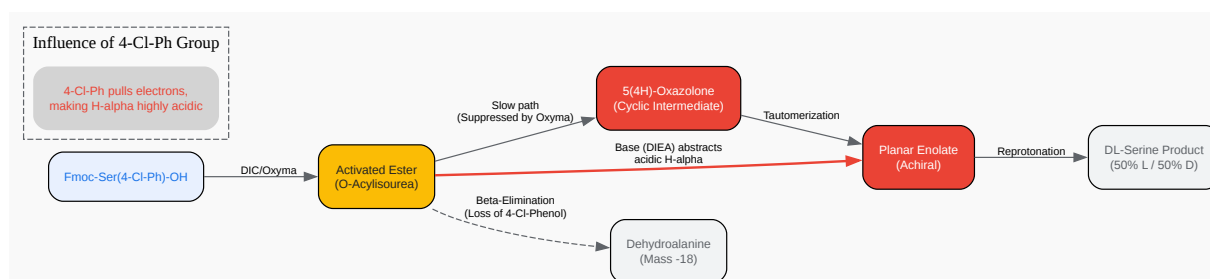 Influence of 4-Cl-Ph Group
4-Cl-Ph pulls electrons,
making H-alpha highly acidic
Fmoc-Ser(4-Cl-Ph)-OH
DIC/Oxyma
Activated Ester
(O-Acylisourea)
Slow path
(Suppressed by Oxyma)
5(4H)-Oxazolone
(Cyclic Intermediate)
Tautomerization
Base (DIEA) abstracts
acidic H-alpha
Planar Enolate
(Achiral)
Reprotonation
DL-Serine Product
(50% L / 50% D)
Beta-Elimination
(Loss of 4-Cl-Phenol)
Dehydroalanine
(Mass -18)